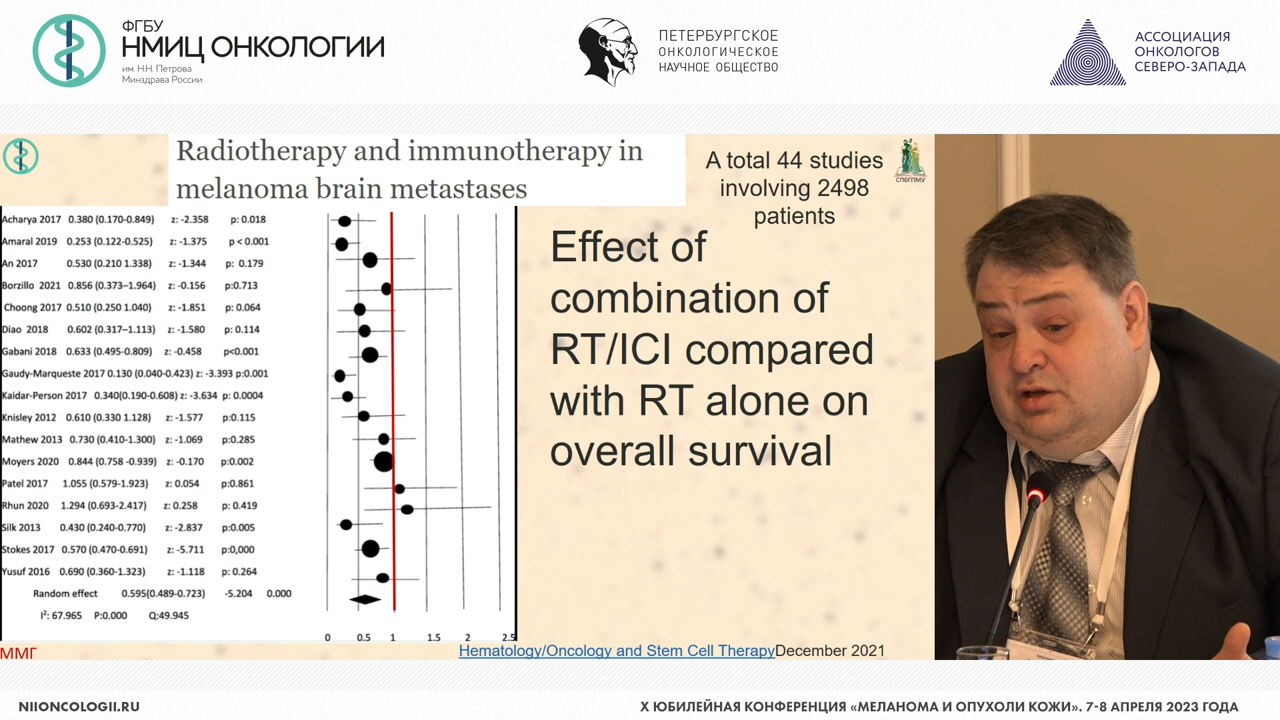 ФГБУ
НМИЦ ОНКОЛОГИИ
им. Н.Н. Петрова
Минздрава России
ПЕТЕРБУРГСКОЕ
ОНКОЛОГИЧЕСКОЕ
НАУЧНОЕ ОБЩЕСТВО
АССОЦИАЦИЯ
ОНКОЛОГОВ
СЕВЕРО-ЗАПАДА
Radiotherapy and immunotherapy in
melanoma brain metastases
A total 44 studies
involving 2498
patients
СПБГПМУ
Acharya 2017 0.380 (0.170-0.849) z: -2.358 p: 0.018
Amaral 2019 0.253 (0.122-0.525) z: -1.375 p < 0.001
An 2017 0.530 (0.210 1.338) z: -1.344 p: 0.179
Borzillo 2021 0.856 (0.373–1.964) z: -0.156 p:0.713
Choong 2017 0.510 (0.250 1.040) z: -1.851 p: 0.064
Diao 2018 0.602 (0.317–1.113) z: -1.580 p: 0.114
Gabani 2018 0.633 (0.495-0.809) z: -0.458 p<0.001
Gaudy-Marqueste 2017 0.130 (0.040-0.423) z: -3.393 p:0.001
Kaidar-Person 2017 0.340(0.190-0.608) z: -3.634 p: 0.0004
Knisley 2012 0.610 (0.330 1.128) z: -1.577 p:0.115
Mathew 2013 0.730 (0.410-1.300) z: -1.069 p:0.285
Moyers 2020 0.844 (0.758 -0.939) z: -0.170 p:0.002
Patel 2017 1.055 (0.579-1.923) z: 0.054 p:0.861
Rhun 2020 1.294 (0.693-2.417) z: 0.258 p: 0.419
Silk 2013 0.430 (0.240-0.770) z: -2.837 p:0.005
Stokes 2017 0.570 (0.470-0.691) z: -5.711 p:0,000
Yusuf 2016 0.690 (0.360-1.323) z: -1.118 p: 0.264
Random effect 0.595(0.489-0.723) -5.204 0.000
I²: 67.965 P:0.000 Q:49.945
0 0.5 1 1.5 2 2.5
Effect of
combination of
RT/ICI compared
with RT alone on
overall survival
ММГ
Hematology/Oncology and Stem Cell TherapyDecember 2021
NIIONCOLOGII.RU
X ЮБИЛЕЙНАЯ КОНФЕРЕНЦИЯ «МЕЛАНОМА И ОПУХОЛИ КОЖИ». 7-8 АПРЕЛЯ 2023 ГОДА